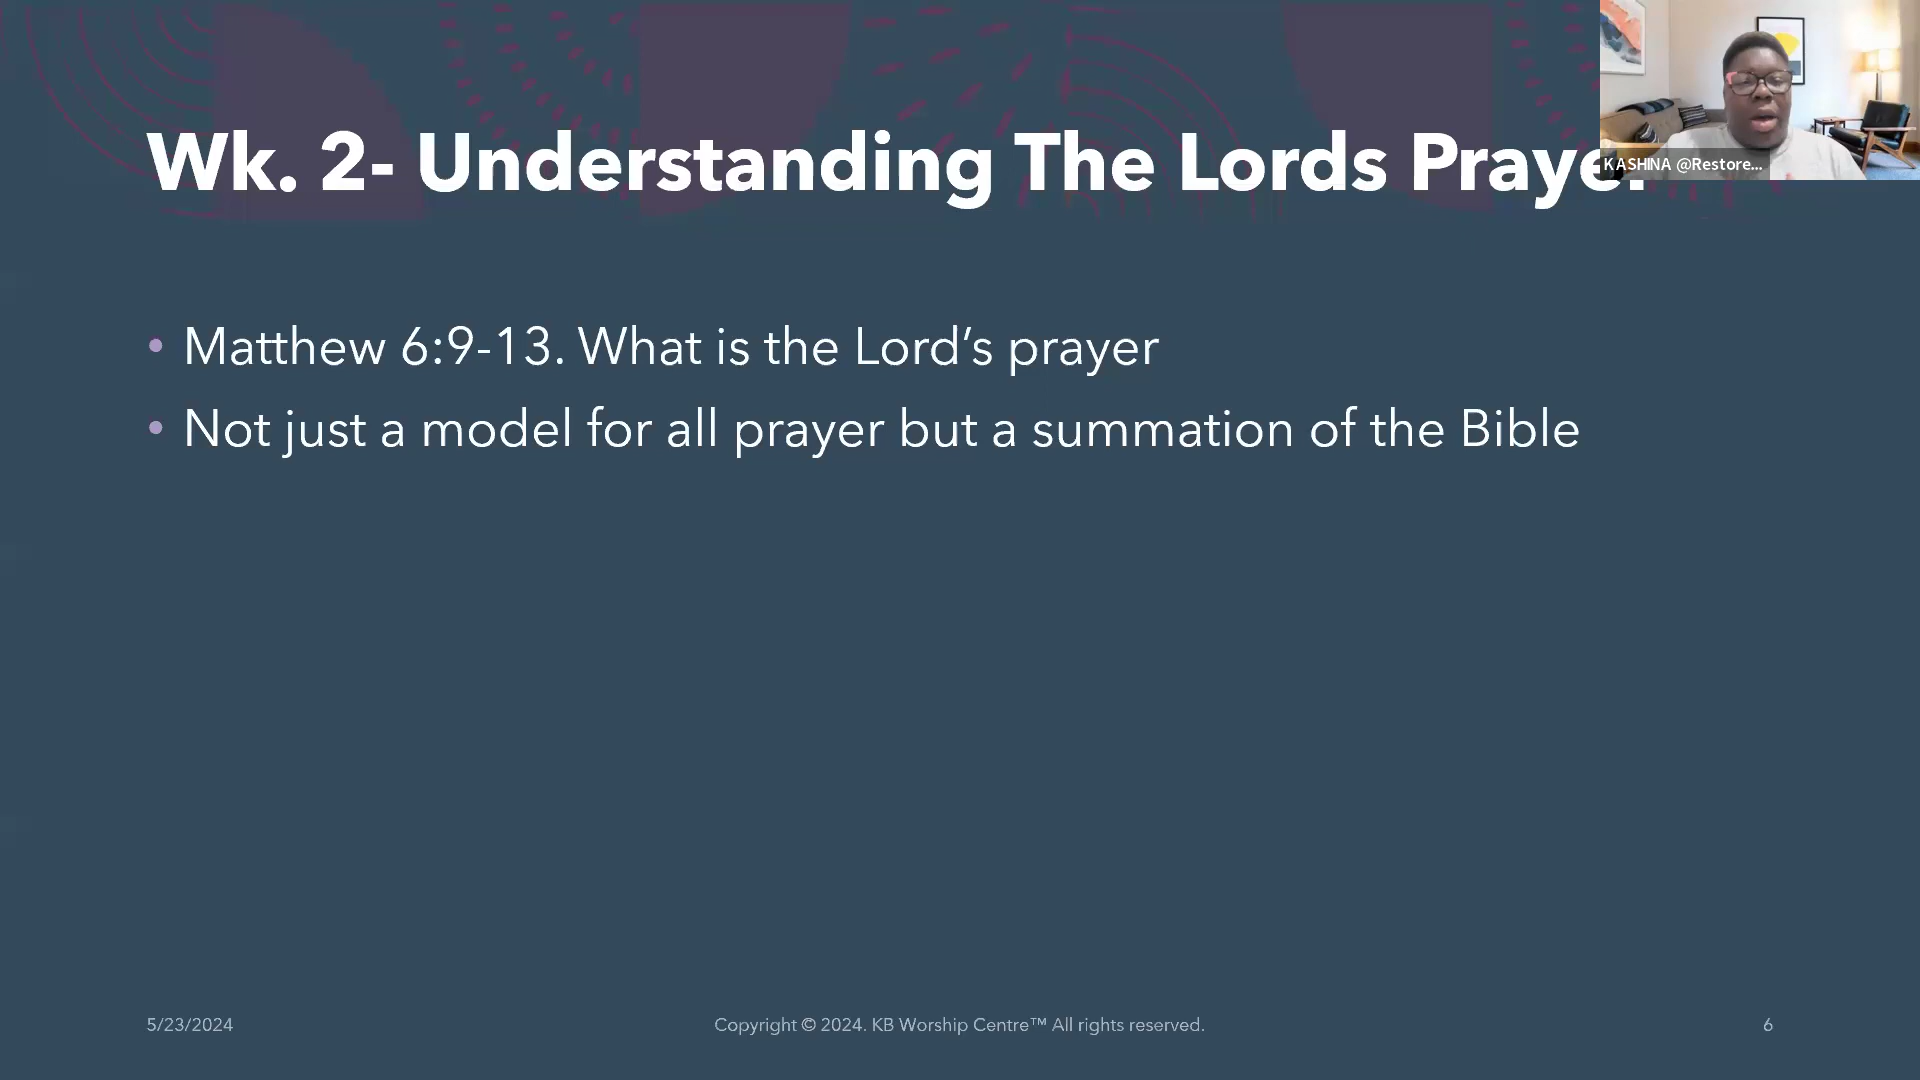 Wk. 2- Understanding The Lords Prayer
KASHINA @Restore...
• Matthew 6:9-13. What is the Lord’s prayer
• Not just a model for all prayer but a summation of the Bible
5/23/2024
Copyright © 2024. KB Worship Centre™ All rights reserved.
6